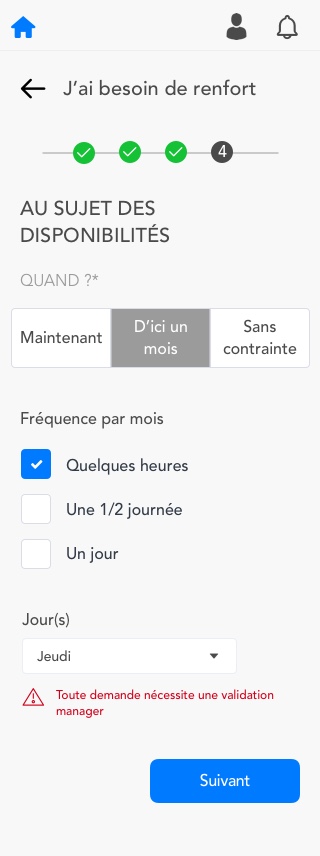 J’ai besoin de renfort
4
AU SUJET DES
DISPONIBILITÉS
QUAND ?*
Maintenant
D’ici un
mois
Sans
contrainte
Fréquence par mois
Quelques heures
Une 1/2 journée
Un jour
Jour(s)
Jeudi
Toute demande nécessite une validation
manager
Suivant